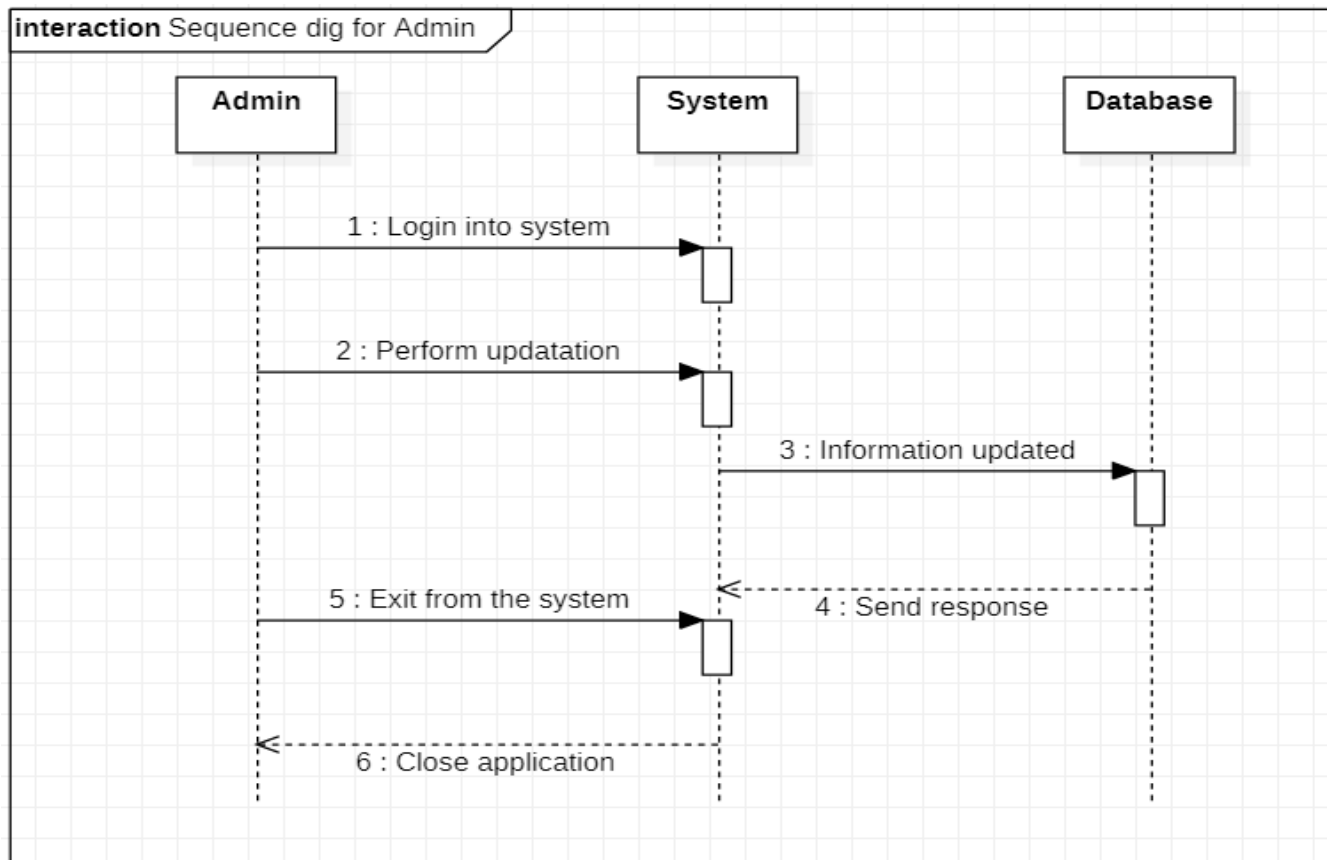 interaction Sequence dig for Admin
Admin
System
Database
1 : Login into system
2 : Perform updatation
3 : Information updated
4 : Send response
5 : Exit from the system
6 : Close application